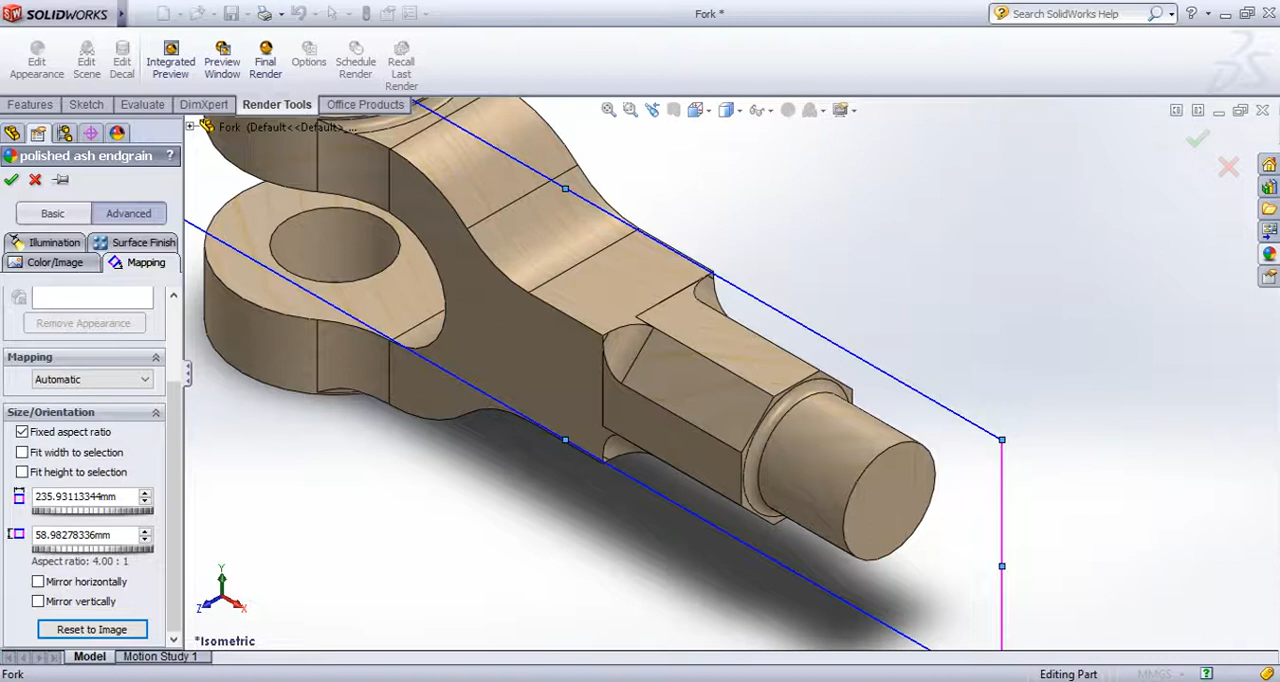 SOLIDWORKS
Fork *
Search SolidWorks Help
?
Edit Appearance
Edit Scene
Edit Decal
Integrated Preview
Preview Window
Final Render
Options
Schedule Render
Recall Last Render
Features
Sketch
Evaluate
DimXpert
Render Tools
Office Products
Fork (Default<<Default>_...
polished ash endgrain ?
Basic
Advanced
Illumination
Surface Finish
Color/Image
Mapping
Remove Appearance
Mapping
Automatic
Size/Orientation
Fixed aspect ratio
Fit width to selection
Fit height to selection
235.93113344mm
58.98278336mm
Aspect ratio: 4.00 : 1
Mirror horizontally
Mirror vertically
Reset to Image
Y
Z
X
*Isometric
Model
Motion Study 1
Fork
Editing Part
MMGS
?